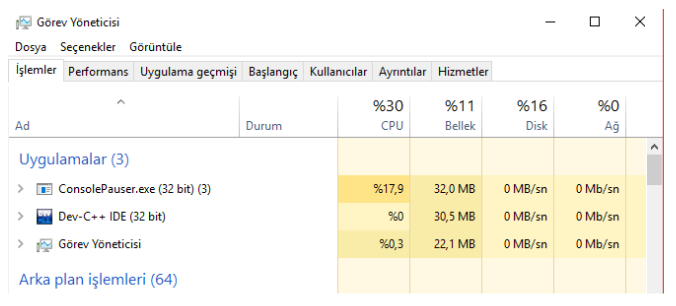 Görev Yöneticisi
Dosya Seçenekler Görüntüle
İşlemler Performans Uygulama geçmişi Başlangıç Kullanıcılar Ayrıntılar Hizmetler
%30 %11 %16 %0
Ad Durum CPU Bellek Disk Ağ
Uygulamalar (3)
ConsolePauser.exe (32 bit) (3) %17,9 32,0 MB 0 MB/sn 0 Mb/sn
Dev-C++ IDE (32 bit) %0 30,5 MB 0 MB/sn 0 Mb/sn
Görev Yöneticisi %0,3 22,1 MB 0 MB/sn 0 Mb/sn
Arka plan işlemleri (64)